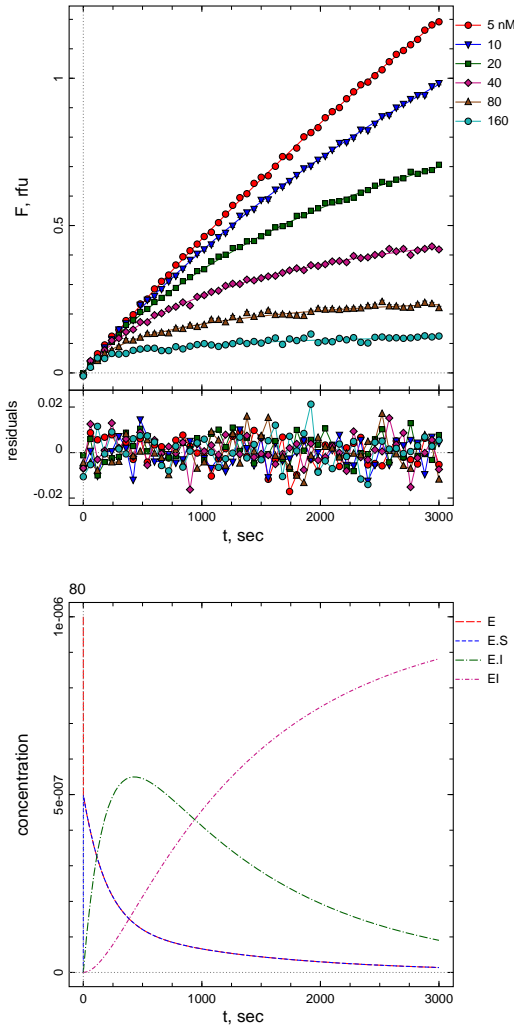 5 nM
10
20
40
80
160
1
0.5
0
F, rfu
0.02
0
-0.02
residuals
0
1000
2000
3000
t, sec
80
E
E.S
E.I
EI
1e-006
5e-007
0
concentration
0
1000
2000
3000
t, sec